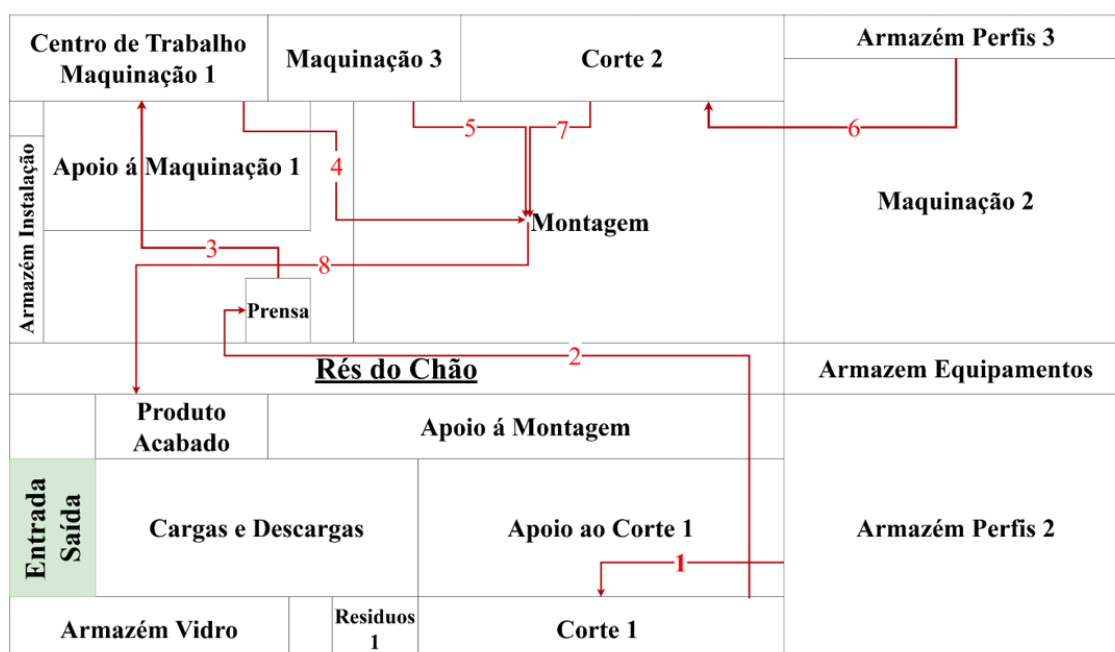 Centro de Trabalho
Maquinação 1
Maquinação 3
Corte 2
Armazém Perfis 3
5
7
6
Armazém Instalação
Apoio á Maquinação 1
4
Maquinação 2
Montagem
3
8
Prensa
2
Rés do Chão
Armazem Equipamentos
Produto
Acabado
Apoio á Montagem
Entrada
Saída
Cargas e Descargas
Apoio ao Corte 1
Armazém Perfis 2
1
Armazém Vidro
Residuos
1
Corte 1